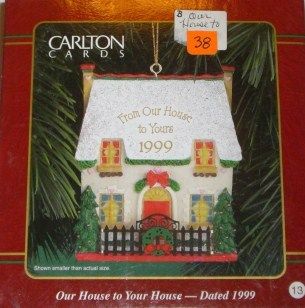 CARLTON
CARDS
B Our
House to
38
From Our House
to Yours
1999
Shown smaller than actual size.
Our House to Your House — Dated 1999
13